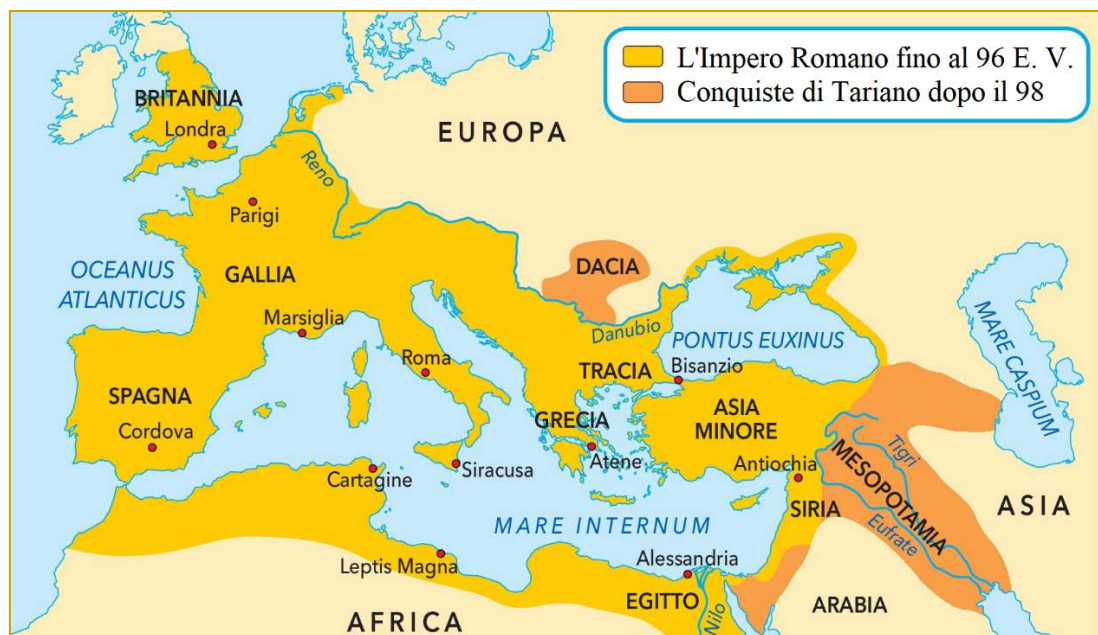 L'Impero Romano fino al 96 E. V.
Conquiste di Tariano dopo il 98
BRITANNIA
Londra
EUROPA
Reno
Parigi
OCEANUS
ATLANTICUS
GALLIA
DACIA
MARE CASPIUM
Marsiglia
Danubio
PONTUS EUXINUS
Roma
TRACIA
Bisanzio
SPAGNA
ASIA
MINORE
GRECIA
Cordova
Atene
Tigri
Cartagine
Siracusa
Antiochia
MESOPOTAMIA
SIRIA
ASIA
MARE INTERNUM
Eufrate
Leptis Magna
Alessandria
EGITTO
Nilo
ARABIA
AFRICA